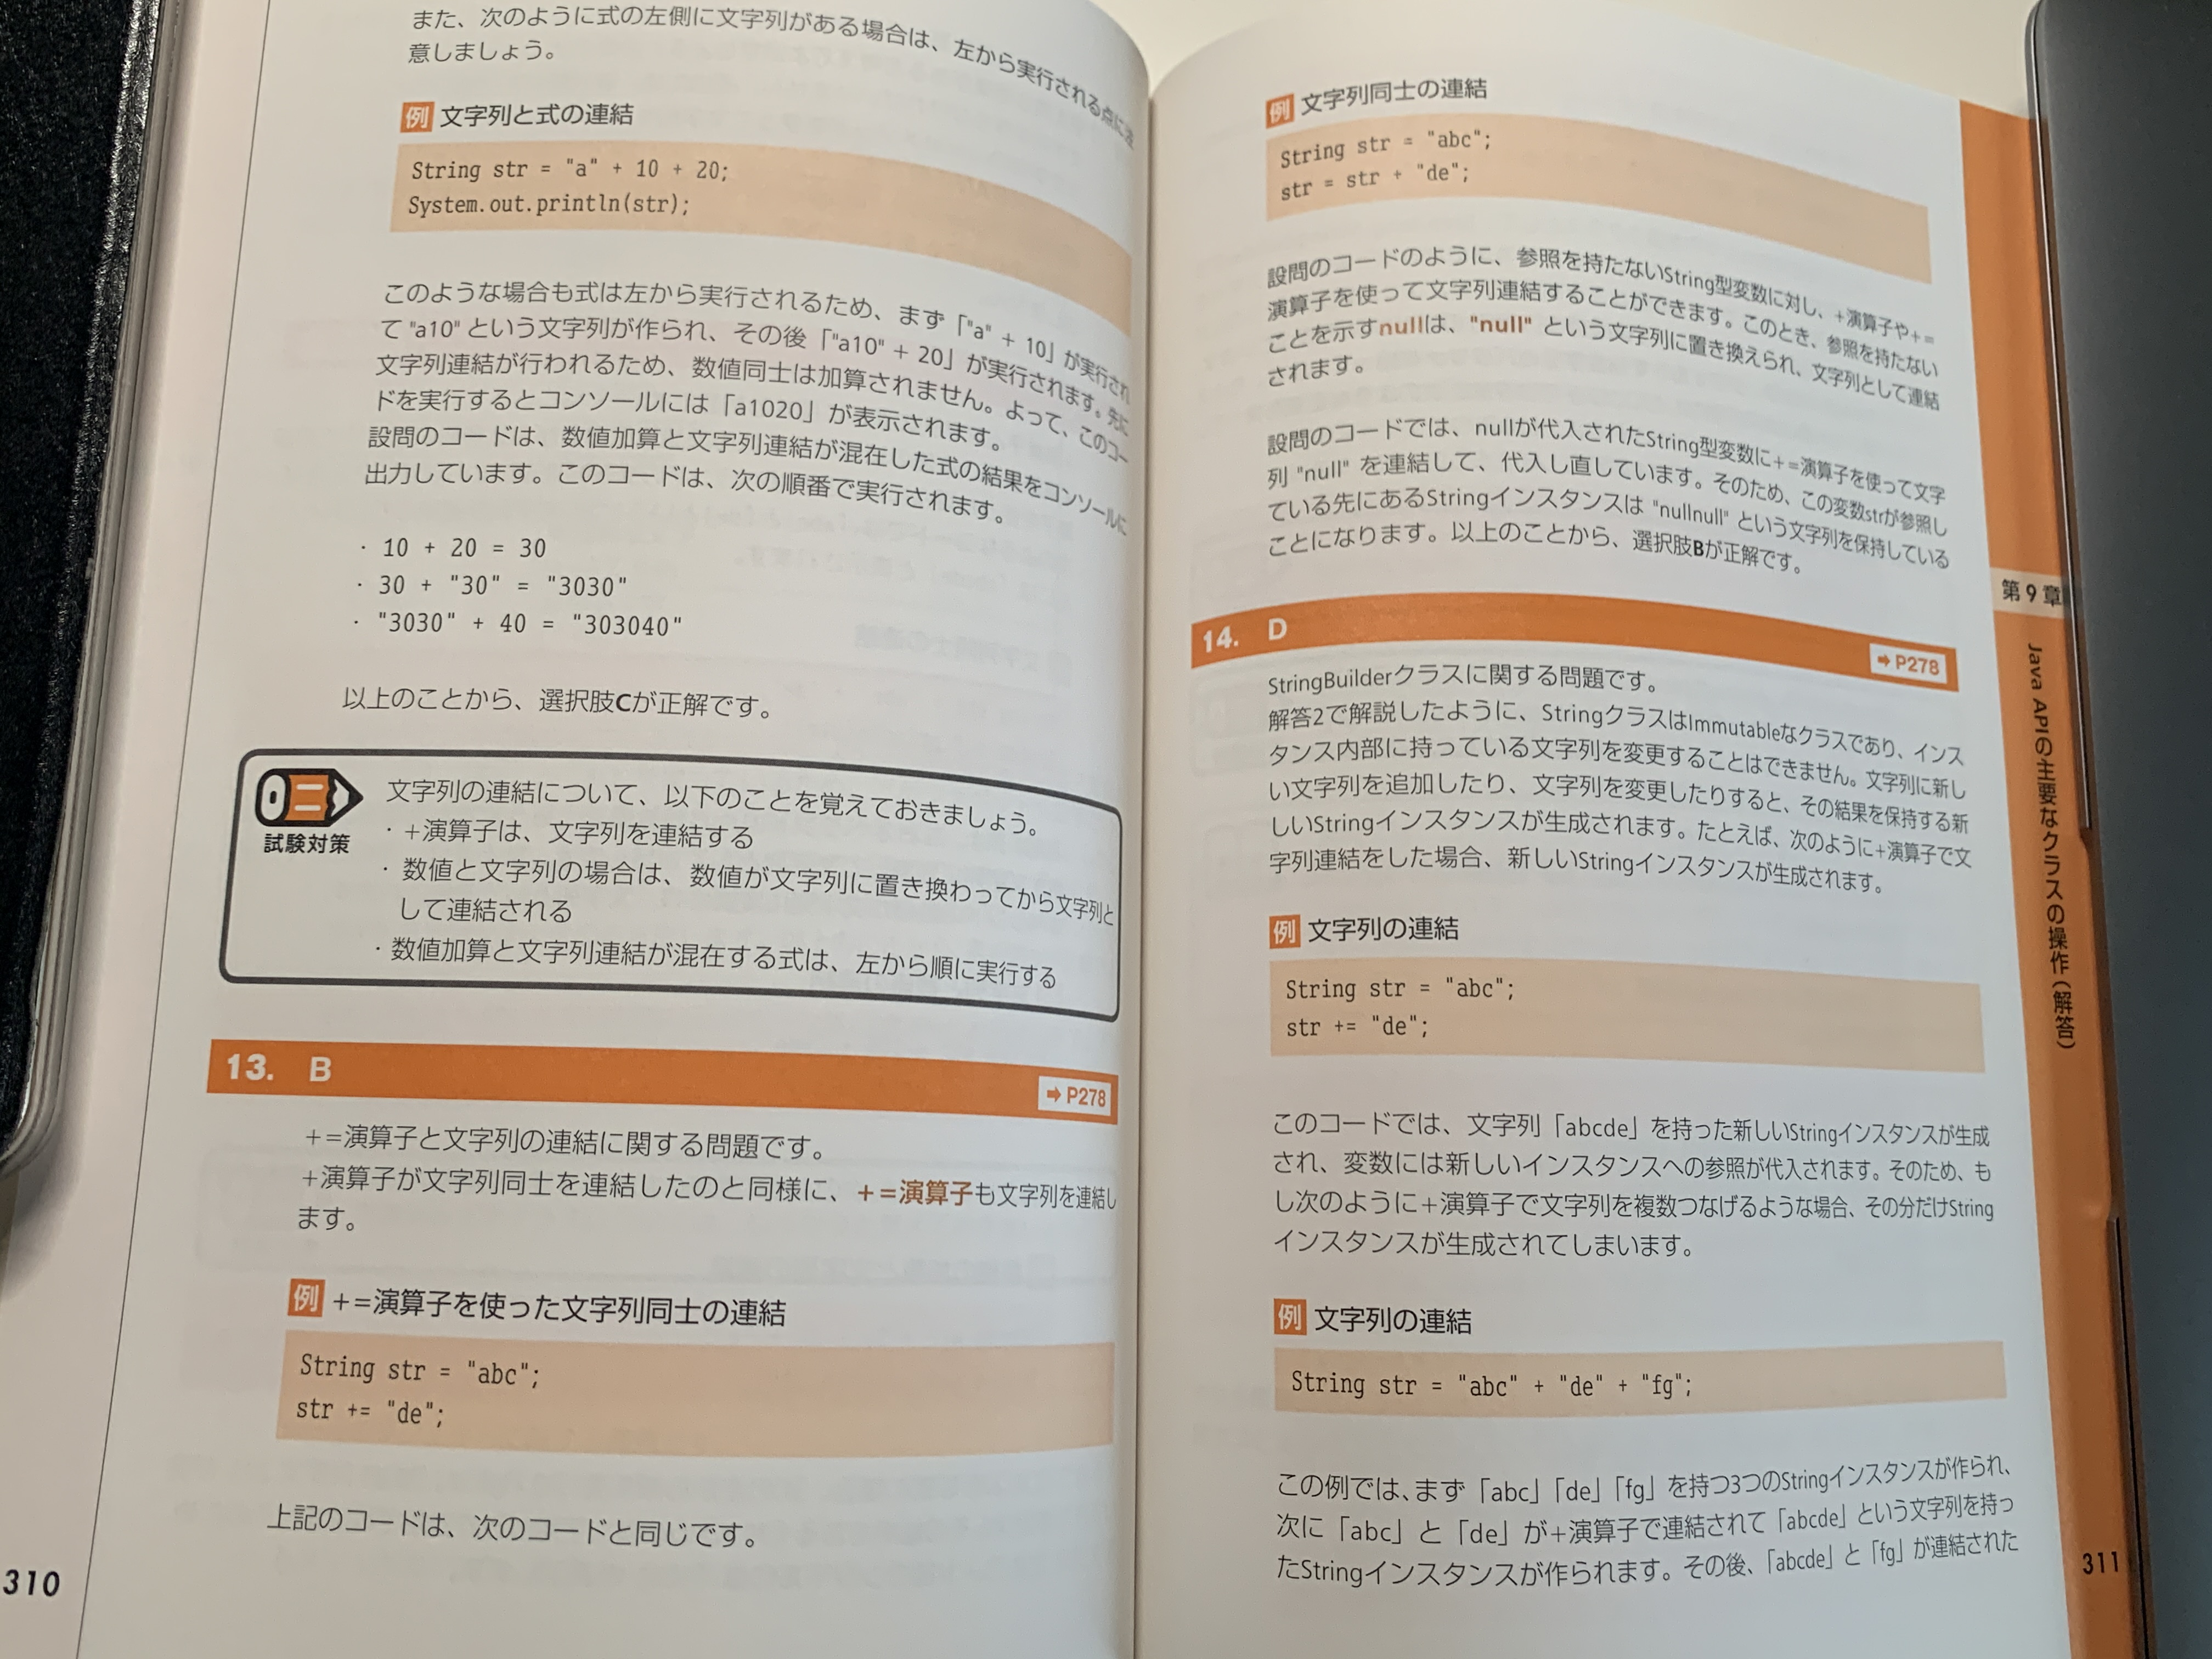 また、次のように式の左側に文字列がある場合は、左から実行される点に注
意しましょう。
例 文字列と式の連結
String str = "a" + 10 + 20;
System.out.println(str);
このような場合も式は左から実行されるため、まず「"a" + 10」が実行され
て "a10" という文字列が作られ、その後「"a10" + 20」が実行されます。先に
文字列連結が行われるため、数値同士は加算されません。よって、このコー
ドを実行するとコンソールには「a1020」が表示されます。
設問のコードは、数値加算と文字列連結が混在した式の結果をコンソールに
出力しています。このコードは、次の順番で実行されます。
・ 10 + 20 = 30
・ 30 + "30" = "3030"
・ "3030" + 40 = "303040"
以上のことから、選択肢Cが正解です。
試験対策
文字列の連結について、以下のことを覚えておきましょう。
・ +演算子は、文字列を連結する
・ 数値と文字列の場合は、数値が文字列に置き換わってから文字列と
して連結される
・ 数値加算と文字列連結が混在する式は、左から順に実行する
13. B
➡ P278
+=演算子と文字列の連結に関する問題です。
+演算子が文字列同士を連結したのと同様に、+=演算子も文字列を連結し
ます。
例 +=演算子を使った文字列同士の連結
String str = "abc";
str += "de";
上記のコードは、次のコードと同じです。
310
例 文字列同士の連結
String str = "abc";
str = str + "de";
設問のコードのように、参照を持たないString型変数に対し、+演算子や+=
演算子を使って文字列連結することができます。このとき、参照を持たない
ことを示すnullは、"null" という文字列に置き換えられ、文字列として連結
されます。
設問のコードでは、nullが代入されたString型変数に+=演算子を使って文字
列 "null" を連結して、代入し直しています。そのため、この変数strが参照し
ている先にあるStringインスタンスは "nullnull" という文字列を保持している
ことになります。以上のことから、選択肢Bが正解です。
14. D
➡ P278
StringBuilderクラスに関する問題です。
解答2で解説したように、StringクラスはImmutableなクラスであり、インス
タンス内部に持っている文字列を変更することはできません。文字列に新し
い文字列を追加したり、文字列を変更したりすると、その結果を保持する新
しいStringインスタンスが生成されます。たとえば、次のように+演算子で文
字列連結をした場合、新しいStringインスタンスが生成されます。
例 文字列の連結
String str = "abc";
str += "de";
このコードでは、文字列「abcde」を持った新しいStringインスタンスが生成
され、変数には新しいインスタンスへの参照が代入されます。そのため、も
し次のように+演算子で文字列を複数つなげるような場合、その分だけString
インスタンスが生成されてしまいます。
例 文字列の連結
String str = "abc" + "de" + "fg";
この例では、まず「abc」「de」「fg」を持つ3つのStringインスタンスが作られ、
次に「abc」と「de」が+演算子で連結されて「abcde」という文字列を持っ
たStringインスタンスが作られます。その後、「abcde」と「fg」が連結された
第9章
Java APIの主要なクラスの操作(解答)
311